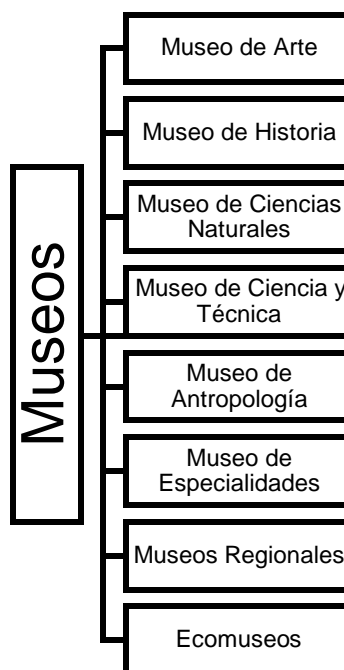 Museos
Museo de Arte
Museo de Historia
Museo de Ciencias
Naturales
Museo de Ciencia y
Técnica
Museo de
Antropología
Museo de
Especialidades
Museos Regionales
Ecomuseos